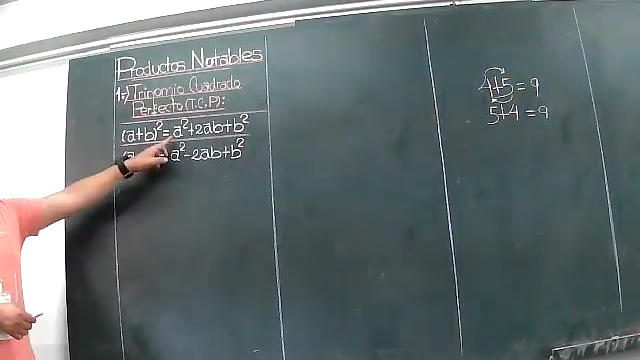 Productos Notables
1=) Trinomio Cuadrado
Perfecto (T.C.P):
(a+b)²=a²+2ab+b²
(a a²-2ab+b²
4+5=9
5+4=9